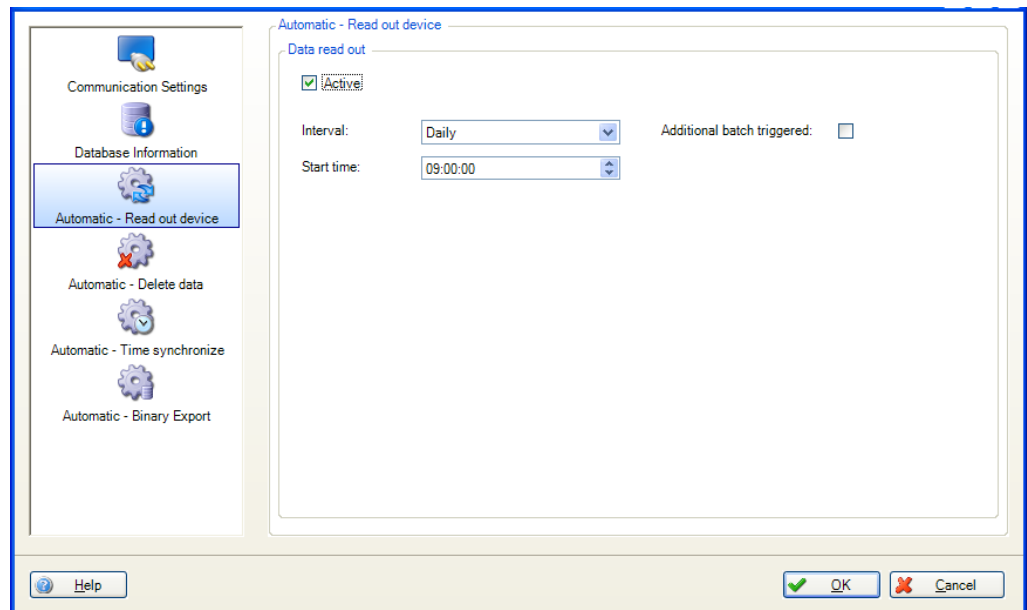 Communication Settings
Database Information
Automatic - Read out device
Automatic - Delete data
Automatic - Time synchronize
Automatic - Binary Export
Automatic - Read out device
Data read out
Active
Interval: Daily Additional batch triggered:
Start time: 09:00:00
Help OK Cancel